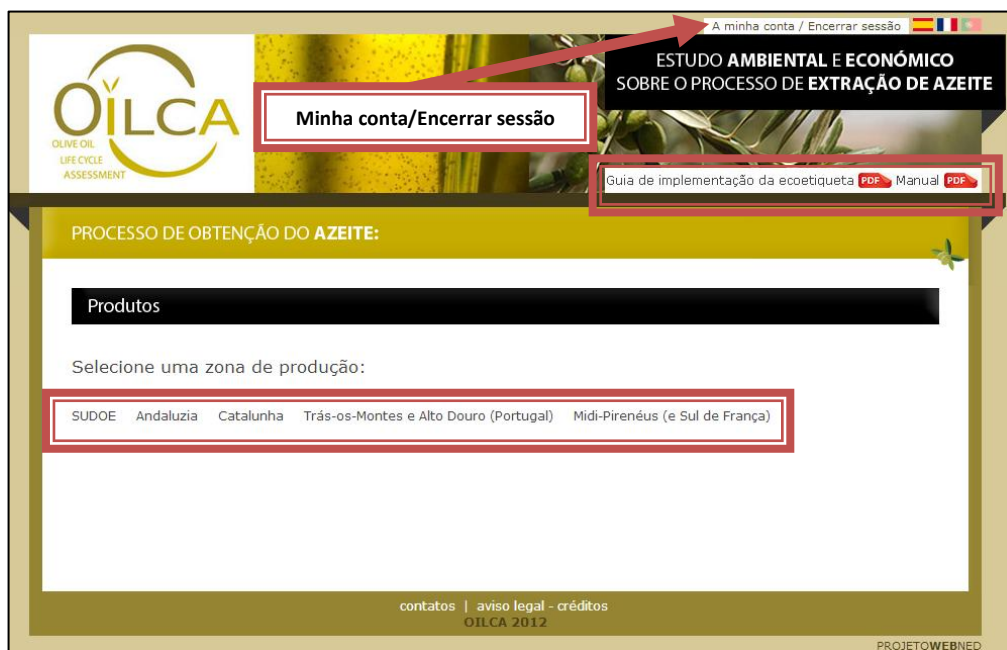 A minha conta / Encerrar sessão
ESTUDO AMBIENTAL E ECONÓMICO
SOBRE O PROCESSO DE EXTRAÇÃO DE AZEITE
OÏLCA
OLIVE OIL
LIFE CYCLE
ASSESSMENT
Minha conta/Encerrar sessão
Guia de implementação da ecoetiqueta PDF Manual PDF
PROCESSO DE OBTENÇÃO DO AZEITE:
Produtos
Selecione uma zona de produção:
SUDOE Andaluzia Catalunha Trás-os-Montes e Alto Douro (Portugal) Midi-Pirenéus (e Sul de França)
contatos | aviso legal - créditos
OILCA 2012
PROJETOWEBNED